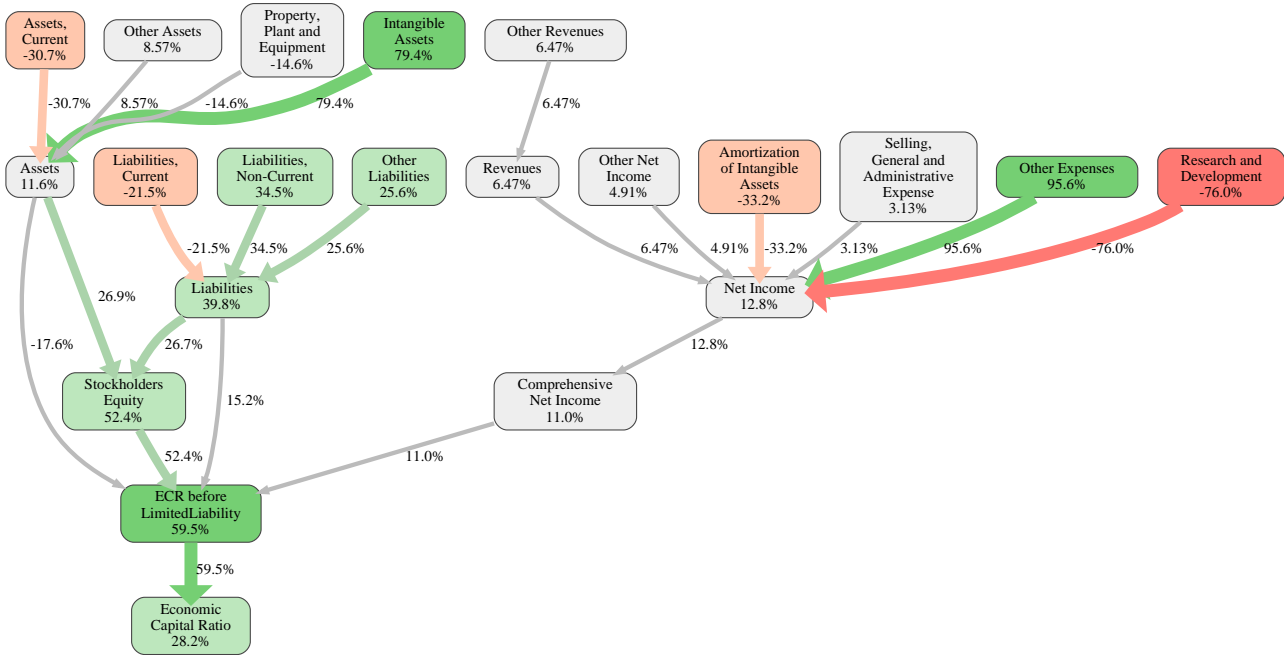 Assets,
Current
-30.7%
Other Assets
8.57%
Property,
Plant and
Equipment
-14.6%
Intangible
Assets
79.4%
Other Revenues
6.47%
-30.7%
8.57%
-14.6%
79.4%
6.47%
Assets
11.6%
Liabilities,
Current
-21.5%
Liabilities,
Non-Current
34.5%
Other
Liabilities
25.6%
Revenues
6.47%
Other Net
Income
4.91%
Amortization
of Intangible
Assets
-33.2%
Selling,
General and
Administrative
Expense
3.13%
Other Expenses
95.6%
Research and
Development
-76.0%
-21.5%
34.5%
25.6%
6.47%
4.91%
-33.2%
3.13%
95.6%
-76.0%
26.9%
Liabilities
39.8%
Net Income
12.8%
-17.6%
26.7%
12.8%
Stockholders
Equity
52.4%
15.2%
Comprehensive
Net Income
11.0%
52.4%
11.0%
ECR before
LimitedLiability
59.5%
59.5%
Economic
Capital Ratio
28.2%